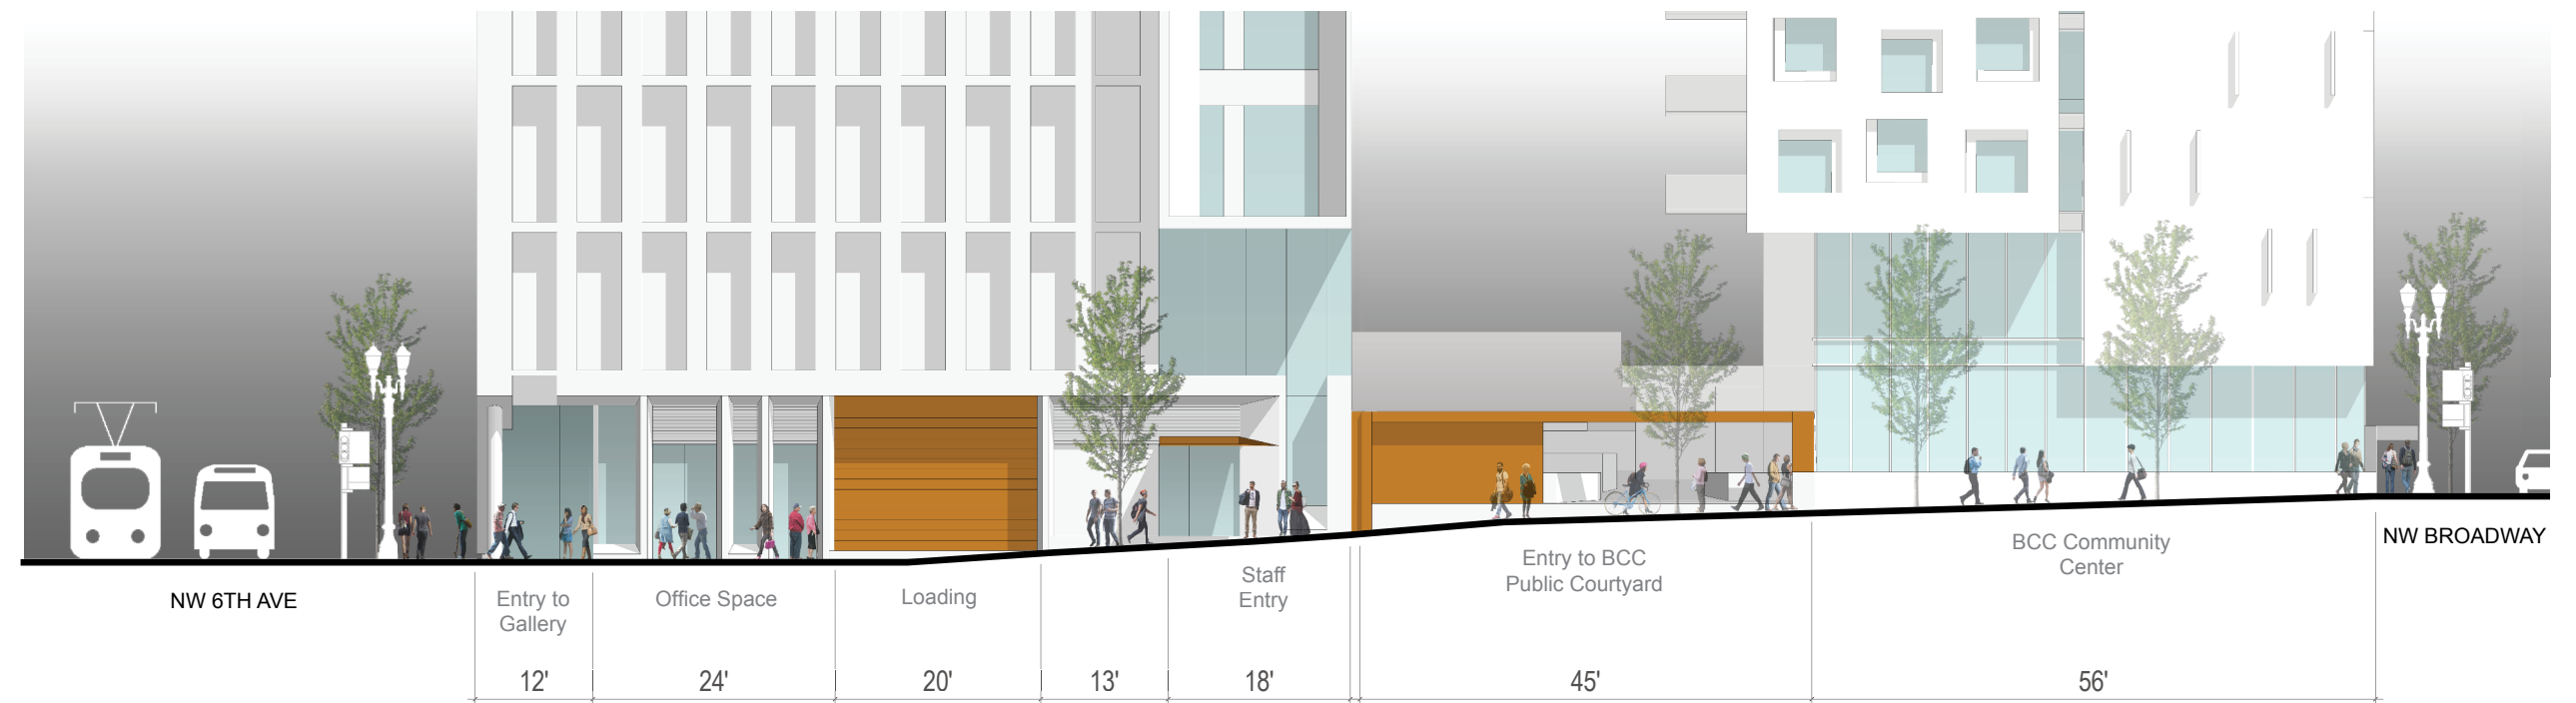 NW 6TH AVE
Entry to
Gallery
Office Space
Loading
Staff
Entry
Entry to BCC
Public Courtyard
BCC Community
Center
NW BROADWAY
12'
24'
20'
13'
18'
45'
56'